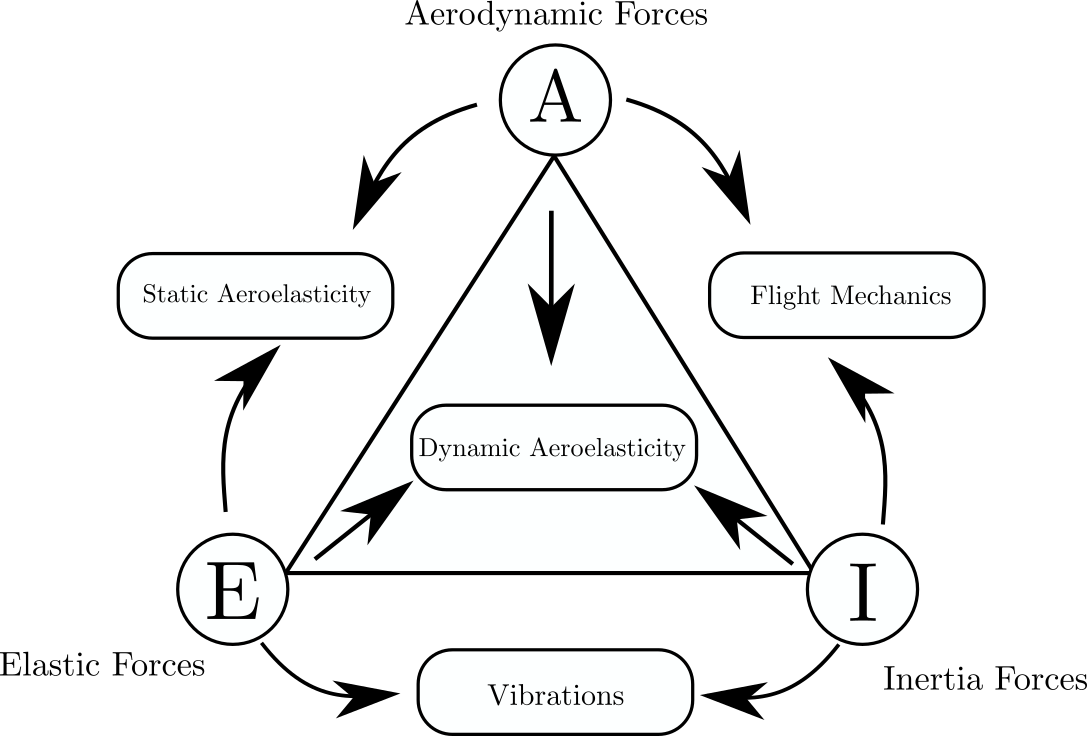 Aerodynamic Forces
A
Static Aeroelasticity
Flight Mechanics
Dynamic Aeroelasticity
E
I
Elastic Forces
Inertia Forces
Vibrations